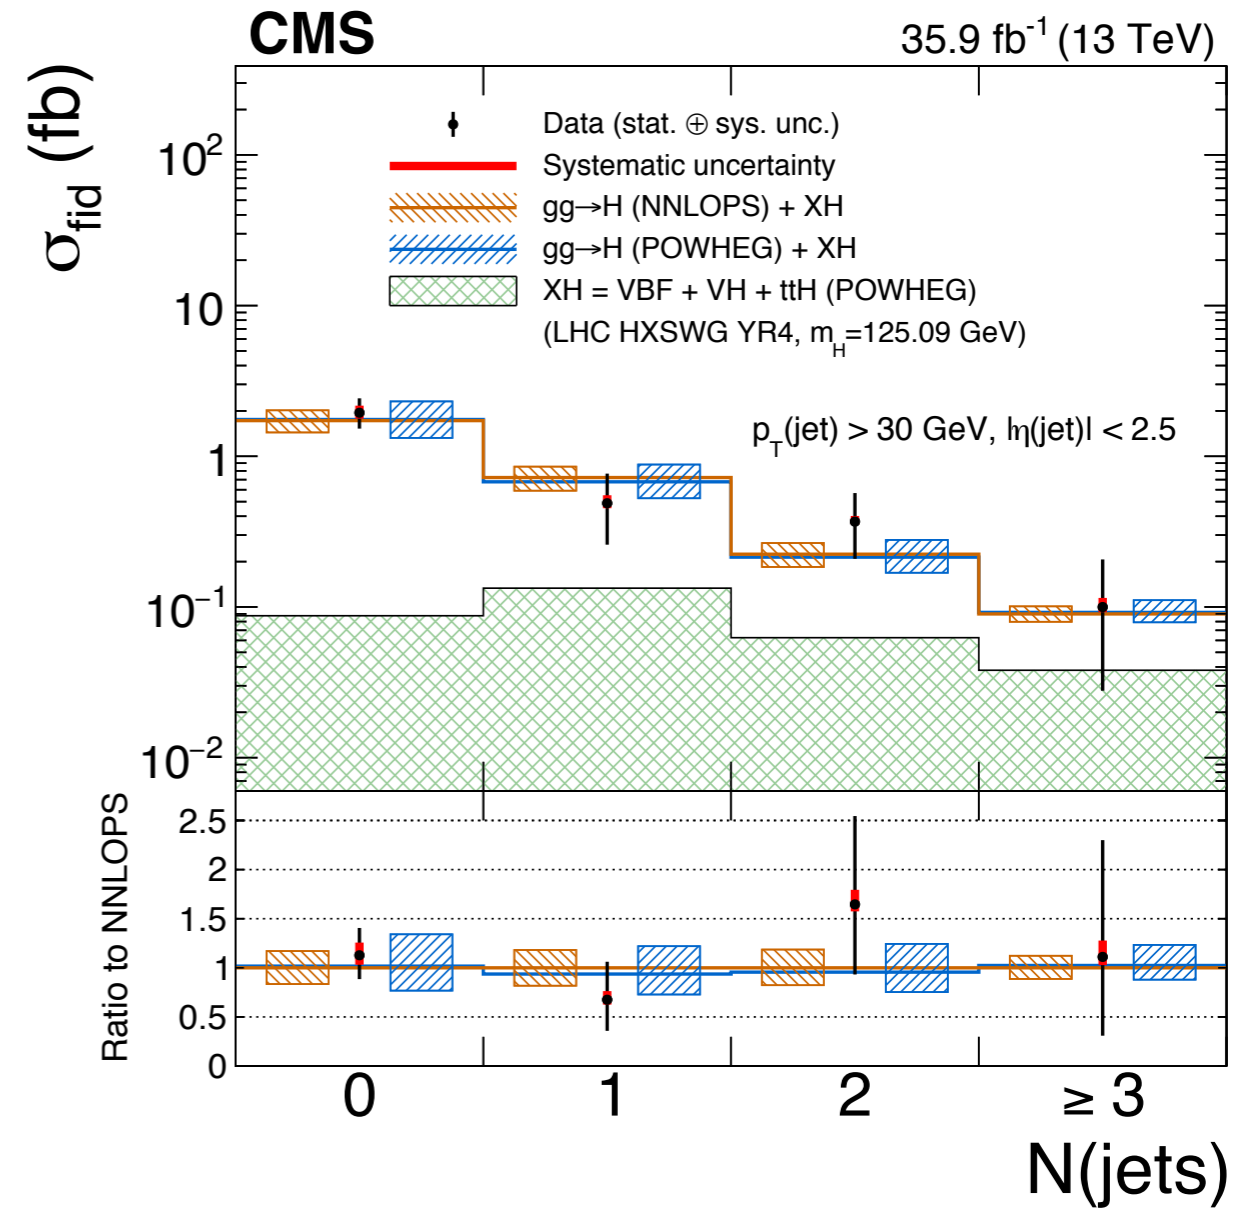 CMS 35.9 fb⁻¹ (13 TeV)
σfid (fb)
Data (stat. ⊕ sys. unc.)
Systematic uncertainty
gg→H (NNLOPS) + XH
gg→H (POWHEG) + XH
XH = VBF + VH + ttH (POWHEG)
(LHC HXSWG YR4, mH=125.09 GeV)
pT(jet) > 30 GeV, |η(jet)| < 2.5
10²
10
1
10⁻¹
10⁻²
Ratio to NNLOPS
2.5
2
1.5
1
0.5
0
0 1 2 ≥ 3
N(jets)